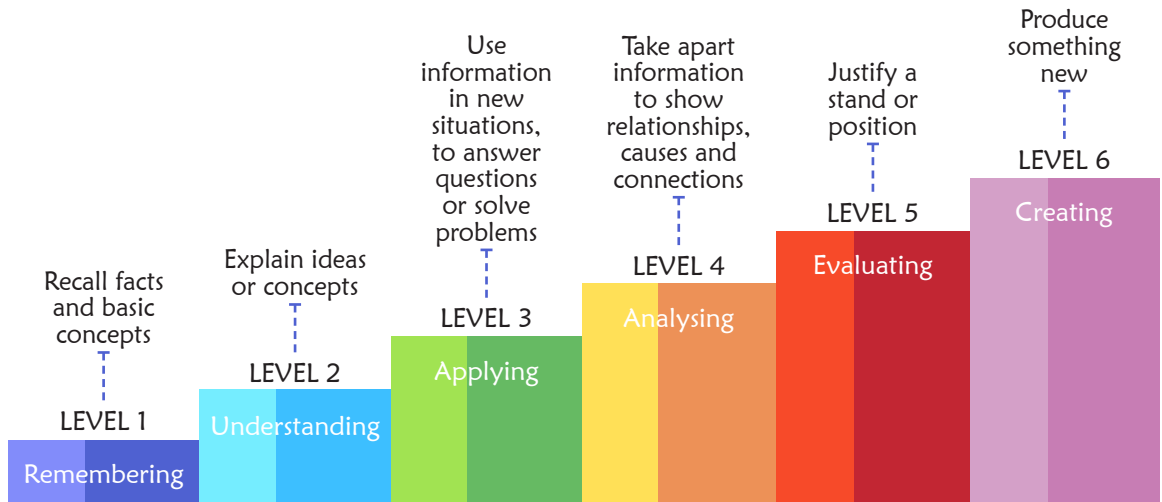 Recall facts
and basic
concepts
LEVEL 1
Remembering
Explain ideas
or concepts
LEVEL 2
Understanding
Use
information
in new
situations,
to answer
questions
or solve
problems
LEVEL 3
Applying
Take apart
information
to show
relationships,
causes and
connections
LEVEL 4
Analysing
Justify a
stand or
position
LEVEL 5
Evaluating
Produce
something
new
LEVEL 6
Creating